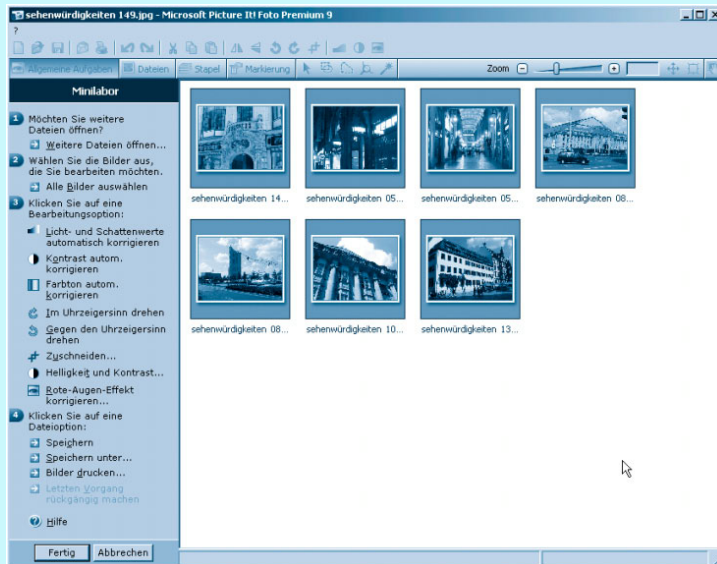 sehenwürdigkeiten 149.jpg - Microsoft Picture It! Foto Premium 9
?
Allgemeine Aufgaben Dateien Stapel Markierung Zoom
Minilabor
1 Möchten Sie weitere
Dateien öffnen?
Weitere Dateien öffnen...
2 Wählen Sie die Bilder aus,
die Sie bearbeiten möchten.
Alle Bilder auswählen
3 Klicken Sie auf eine
Bearbeitungsoption:
Licht- und Schattenwerte
automatisch korrigieren
Kontrast autom.
korrigieren
Farbton autom.
korrigieren
Im Uhrzeigersinn drehen
Gegen den Uhrzeigersinn
drehen
Zuschneiden...
Helligkeit und Kontrast...
Rote-Augen-Effekt
korrigieren...
4 Klicken Sie auf eine
Dateioption:
Speichern
Speichern unter...
Bilder drucken...
Letzten Vorgang
rückgängig machen
Hilfe
Fertig Abbrechen
sehenwürdigkeiten 14... sehenwürdigkeiten 05... sehenwürdigkeiten 05... sehenwürdigkeiten 08...
sehenwürdigkeiten 08... sehenwürdigkeiten 10... sehenwürdigkeiten 13...